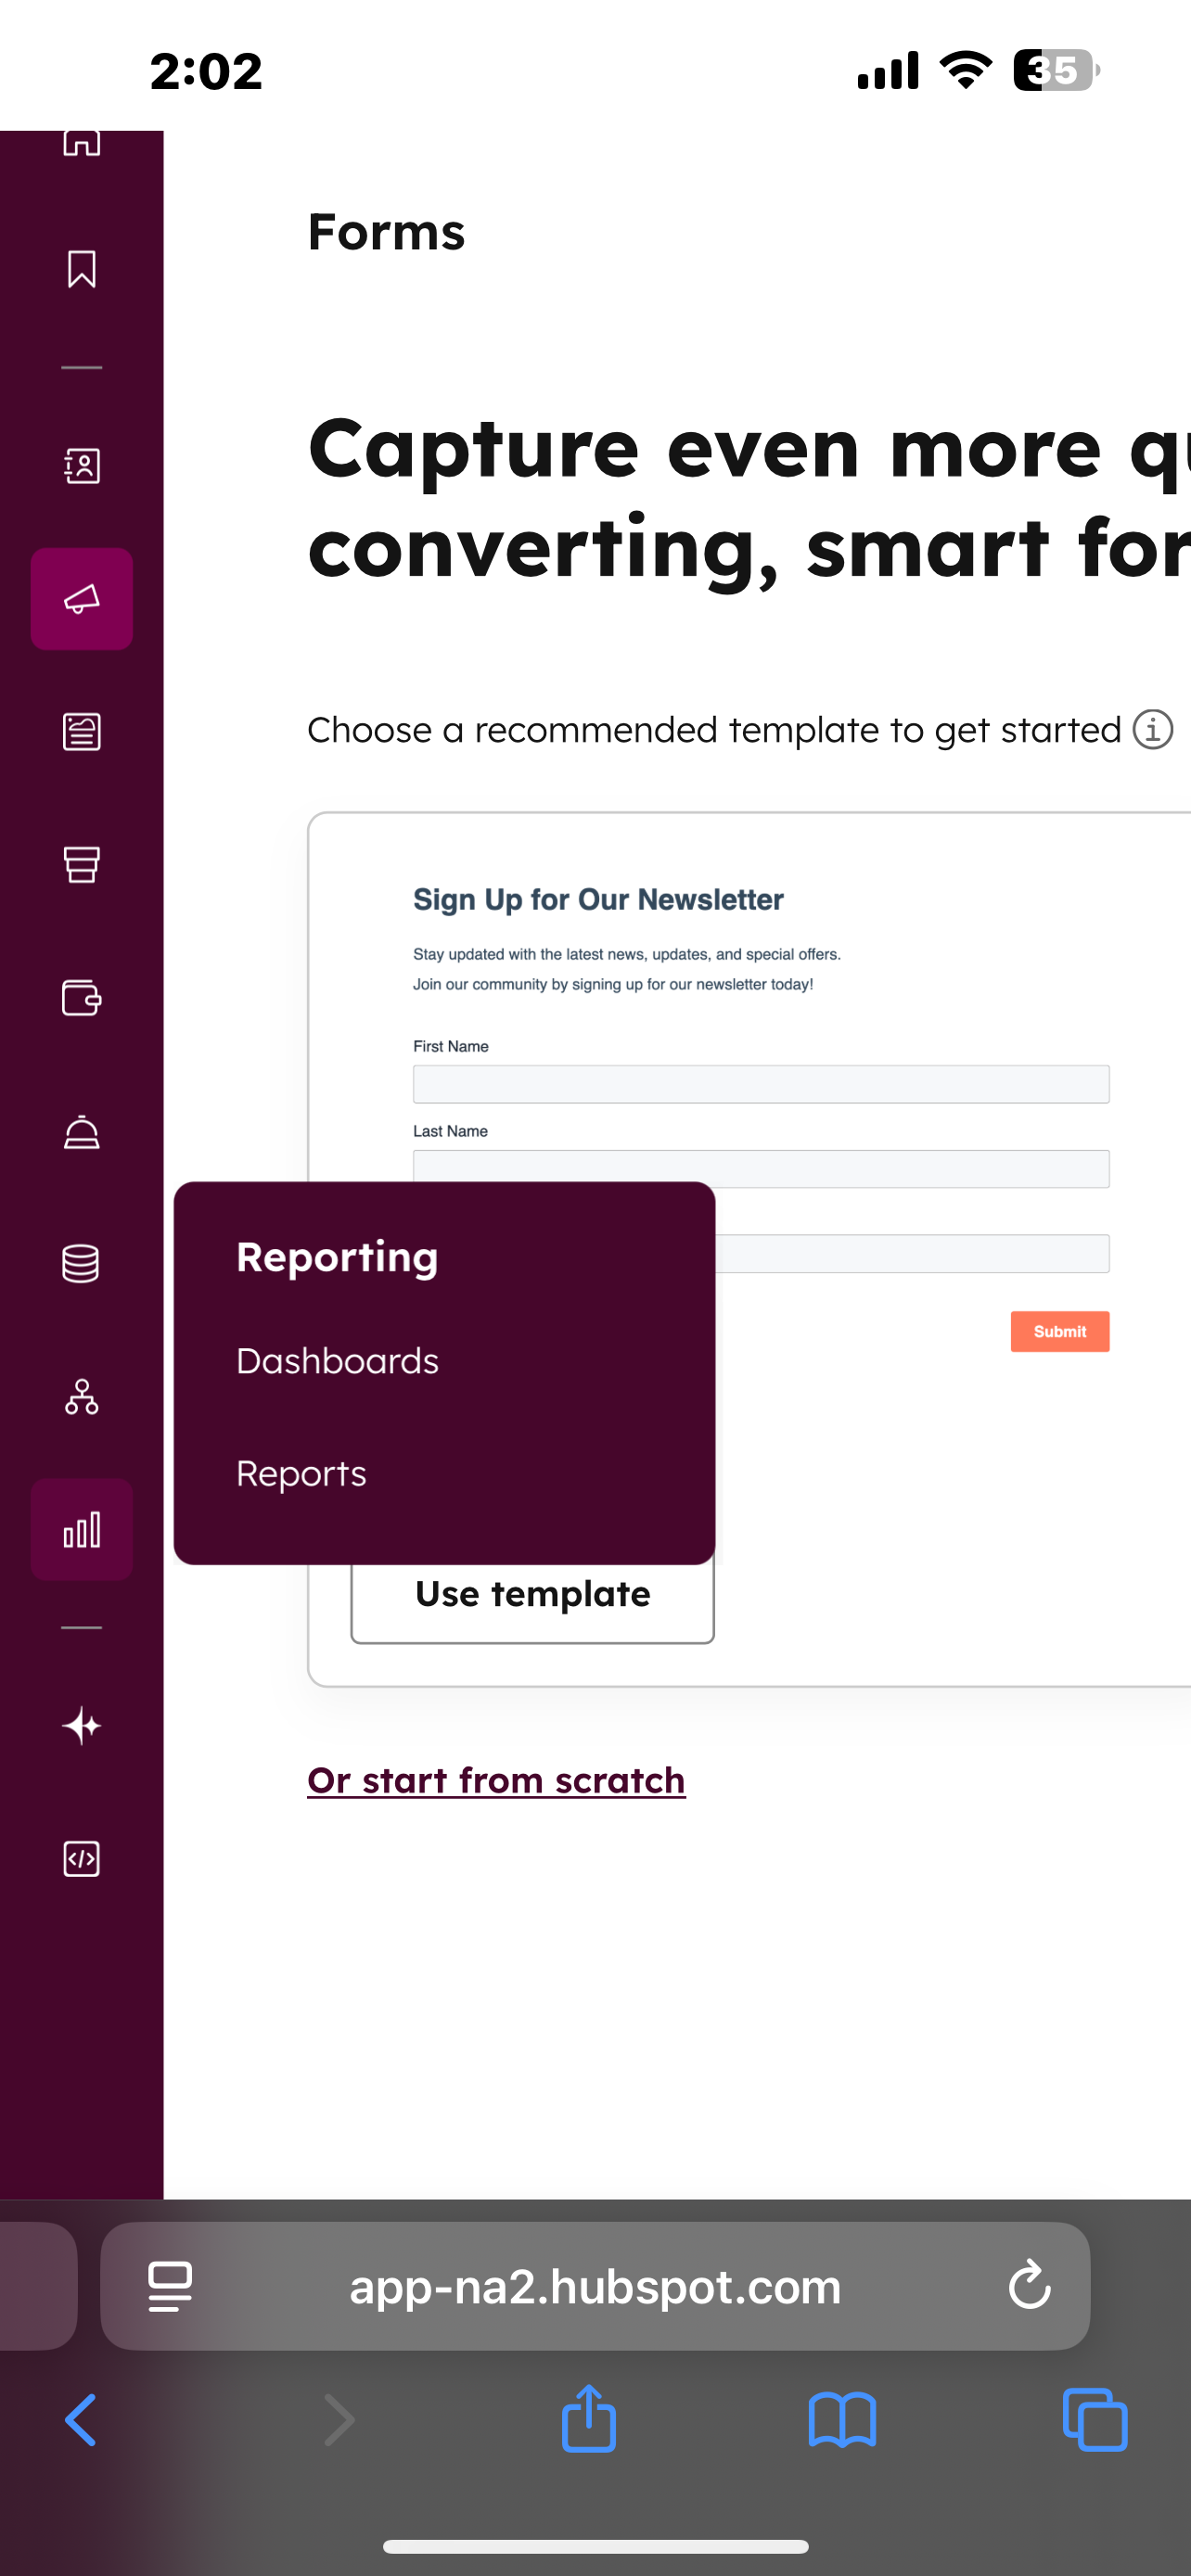 2:02
35
Forms
Capture even more
converting, smart
Choose a recommended template to get started
Sign Up for Our Newsletter
Stay updated with the latest news, updates, and special offers.
Join our community by signing up for our newsletter today!
First Name
Last Name
Reporting
Dashboards
Reports
Submit
Use template
Or start from scratch
app-na2.hubspot.com